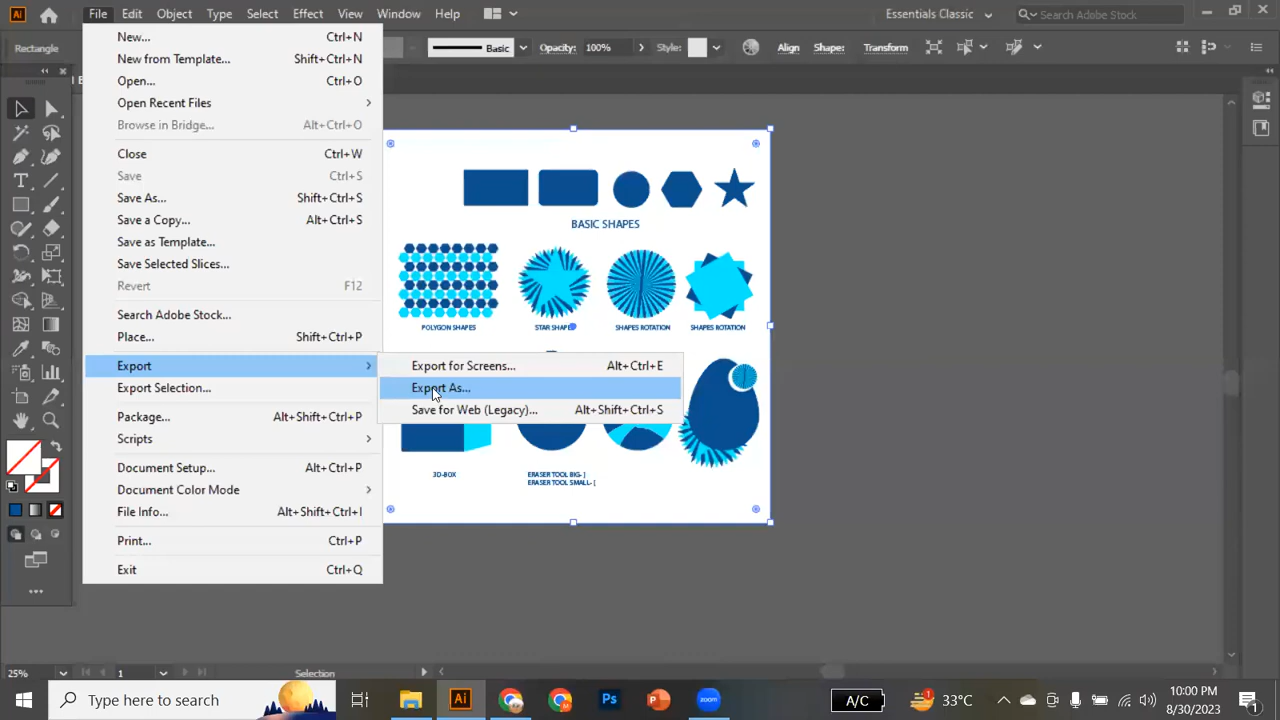 Ai File Edit Object Type Select Effect View Window Help Essentials Classic Search Adobe Stock
Rectangle Basic Opacity: 100% Style: Align Shape: Transform
New... Ctrl+N
New from Template... Shift+Ctrl+N
Open... Ctrl+O
Open Recent Files
Browse in Bridge... Alt+Ctrl+O
Close Ctrl+W
Save Ctrl+S
Save As... Shift+Ctrl+S
Save a Copy... Alt+Ctrl+S
Save as Template...
Save Selected Slices...
Revert F12
Search Adobe Stock...
Place... Shift+Ctrl+P
Export
Export Selection...
Package... Alt+Shift+Ctrl+P
Scripts
Document Setup... Alt+Ctrl+P
Document Color Mode
File Info... Alt+Shift+Ctrl+I
Print... Ctrl+P
Exit Ctrl+Q
Export for Screens... Alt+Ctrl+E
Export As...
Save for Web (Legacy)... Alt+Shift+Ctrl+S
BASIC SHAPES
POLYGON SHAPES STAR SHAPE SHAPES ROTATION SHAPES ROTATION
3D-BOX
ERASER TOOL BIG- ]
ERASER TOOL SMALL- [
25% 1 Selection
Type here to search Ai Ps P zoom A/C 1 33°C 10:00 PM
8/30/2023 1